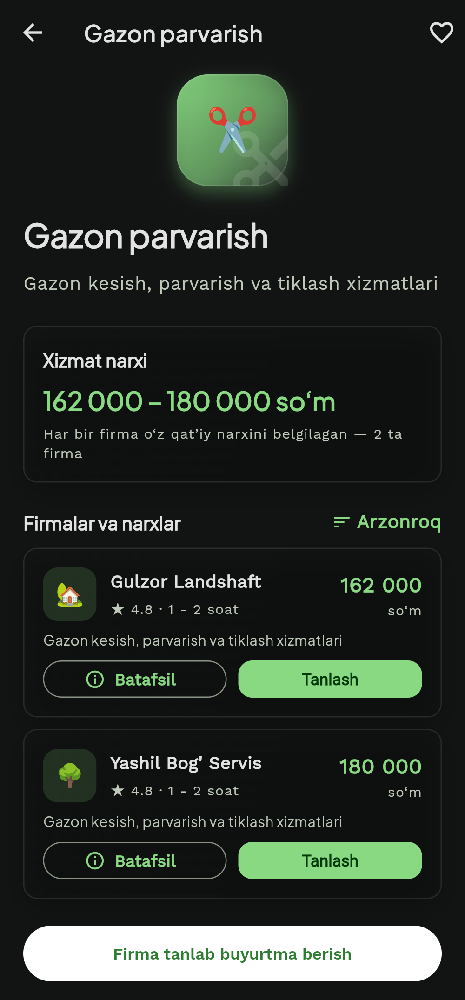 Gazon parvarish
Gazon parvarish
Gazon kesish, parvarish va tiklash xizmatlari
Xizmat narxi
162 000 – 180 000 so‘m
Har bir firma o‘z qat’iy narxini belgilagan — 2 ta
firma
Firmalar va narxlar
Arzonroq
Gulzor Landshaft
162 000
★ 4.8 · 1 - 2 soat
so‘m
Gazon kesish, parvarish va tiklash xizmatlari
Batafsil
Tanlash
Yashil Bog' Servis
180 000
★ 4.8 · 1 - 2 soat
so‘m
Gazon kesish, parvarish va tiklash xizmatlari
Batafsil
Tanlash
Firma tanlab buyurtma berish